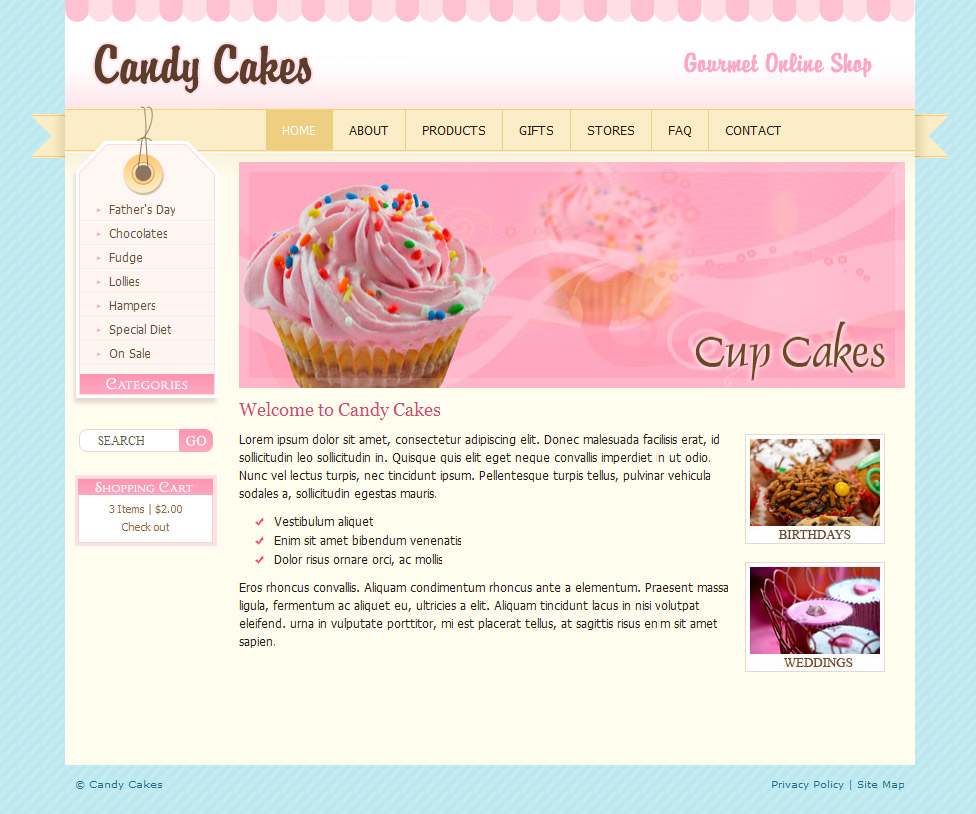 Candy Cakes
Gourmet Online Shop
HOME ABOUT PRODUCTS GIFTS STORES FAQ CONTACT
Father's Day
Chocolates
Fudge
Lollies
Hampers
Special Diet
On Sale
Categories
SEARCH GO
Shopping Cart
3 Items | $2.00
Check out
Cup Cakes
Welcome to Candy Cakes
Lorem ipsum dolor sit amet, consectetur adipiscing elit. Donec malesuada facilisis erat, id
sollicitudin leo sollicitudin in. Quisque quis elit eget neque convallis imperdiet in ut odio.
Nunc vel lectus turpis, nec tincidunt ipsum. Pellentesque turpis tellus, pulvinar vehicula
sodales a, sollicitudin egestas mauris.
Vestibulum aliquet
Enim sit amet bibendum venenatis
Dolor risus ornare orci, ac mollis
Eros rhoncus convallis. Aliquam condimentum rhoncus ante a elementum. Praesent massa
ligula, fermentum ac aliquet eu, ultricies a elit. Aliquam tincidunt lacus in nisi volutpat
eleifend. urna in vulputate porttitor, mi est placerat tellus, at sagittis risus enim sit amet
sapien.
BIRTHDAYS
WEDDINGS
© Candy Cakes
Privacy Policy | Site Map